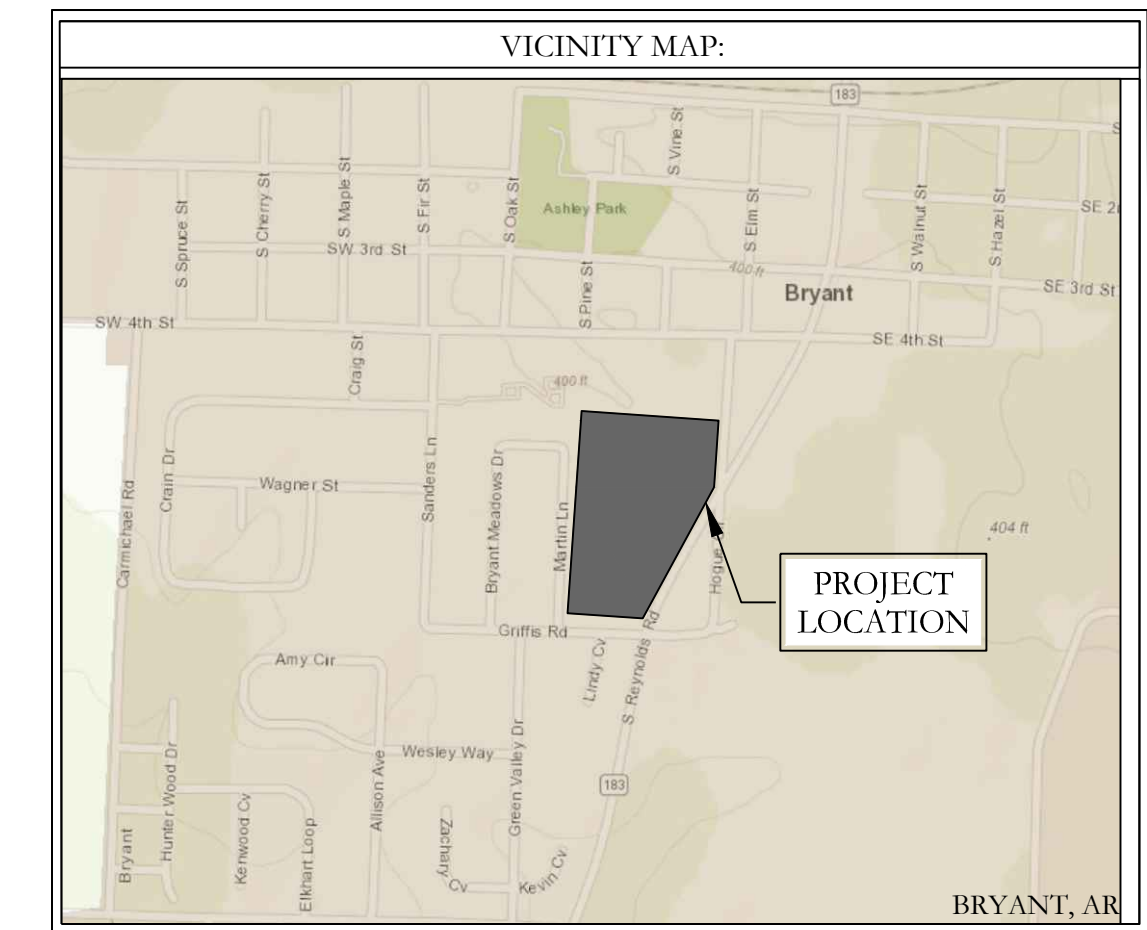 VICINITY MAP:
183
S Vine St
S Cherry St
S Maple St
S Fir St
S Oak St
Ashley Park
S Elm St
S Walnut St
S Hazel St
SE 2
S Spruce St
SW 3rd St
S Pine St
400 ft
Bryant
SE 3rd St
SW 4th St
SE 4th St
Craig St
400 ft
Crain Dr
Wagner St
Sanders Ln
Bryant Meadows Dr
Martin Ln
Carmichael Rd
404 ft
Hogue
PROJECT
LOCATION
Griffis Rd
Lindy Cv
S Reynolds Rd
Amy Cir
Wesley Way
183
Allison Ave
Green Valley Dr
Hunter Wood Dr
Bryant
Kenwood Cv
Elkhart Loop
Zachary
Cv
Kevin Cv
BRYANT, AR